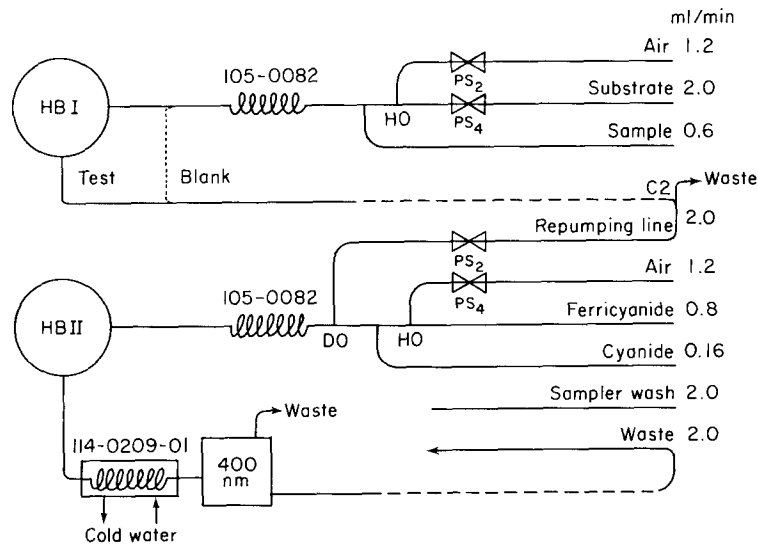 ml/min
Air 1.2
105-0082
PS2
Substrate 2.0
HB I
HO
PS4
Sample 0.6
Test
Blank
C2
Waste
Repumping line 2.0
PS2
Air 1.2
105-0082
PS4
Ferricyanide 0.8
HB II
DO
HO
Cyanide 0.16
Sampler wash 2.0
Waste
Waste 2.0
114-0209-01
400
nm
Cold water